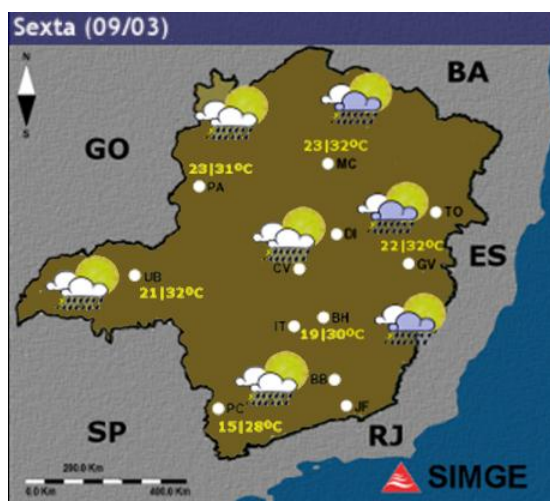 Sexta (09/03)
N
BA
S
GO
23|32ºC
MC
23|31ºC
PA
TO
DI
22|32ºC
ES
CV
GV
UB
21|32ºC
BH
IT
19|30ºC
BB
PC
JF
15|28ºC
SP
RJ
200.0 Km
0.0 Km
400.0 Km
SIMGE